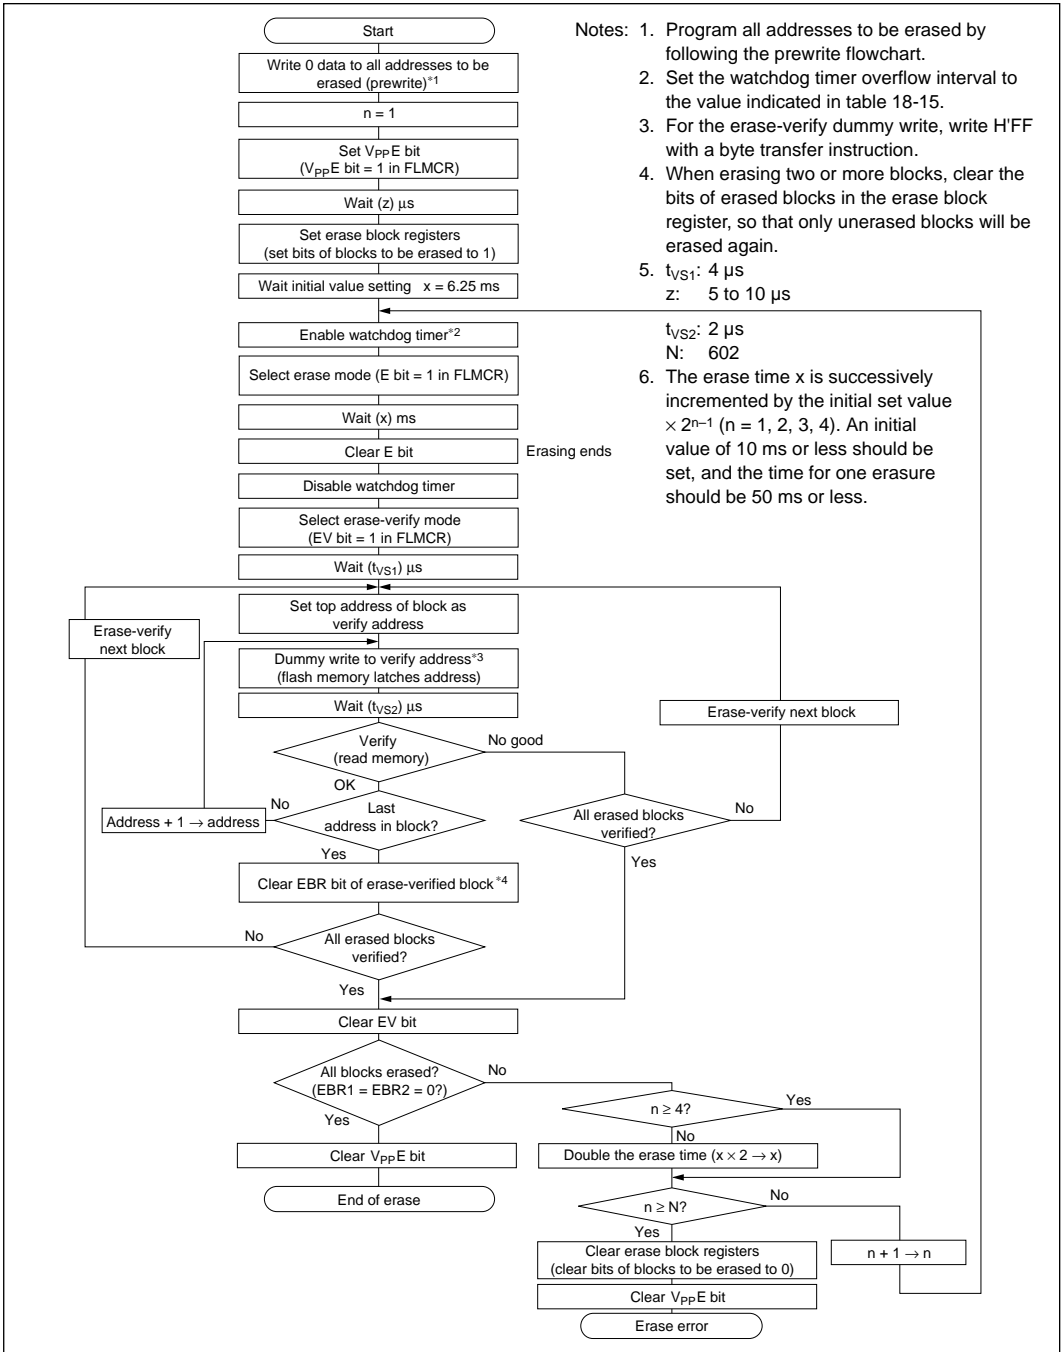 Start
Write 0 data to all addresses to be
erased (prewrite)*1
n = 1
Set VPPE bit
(VPPE bit = 1 in FLMCR)
Wait (z) μs
Set erase block registers
(set bits of blocks to be erased to 1)
Wait initial value setting x = 6.25 ms
Enable watchdog timer*2
Select erase mode (E bit = 1 in FLMCR)
Wait (x) ms
Clear E bit
Erasing ends
Disable watchdog timer
Select erase-verify mode
(EV bit = 1 in FLMCR)
Wait (tVS1) μs
Set top address of block as
verify address
Erase-verify
next block
Dummy write to verify address*3
(flash memory latches address)
Wait (tVS2) μs
Erase-verify next block
Verify
(read memory)
No good
OK
Last
address in block?
No
Address + 1 → address
All erased blocks
verified?
No
Yes
Yes
Clear EBR bit of erase-verified block*4
All erased blocks
verified?
No
Yes
Clear EV bit
All blocks erased?
(EBR1 = EBR2 = 0?)
No
Yes
n ≥ 4?
Yes
No
Clear VPPE bit
Double the erase time (x × 2 → x)
End of erase
n ≥ N?
No
Yes
Clear erase block registers
(clear bits of blocks to be erased to 0)
n + 1 → n
Clear VPPE bit
Erase error
Notes: 1. Program all addresses to be erased by
following the prewrite flowchart.
2. Set the watchdog timer overflow interval to
the value indicated in table 18-15.
3. For the erase-verify dummy write, write H'FF
with a byte transfer instruction.
4. When erasing two or more blocks, clear the
bits of erased blocks in the erase block
register, so that only unerased blocks will be
erased again.
5. tVS1: 4 μs
z: 5 to 10 μs
tVS2: 2 μs
N: 602
6. The erase time x is successively
incremented by the initial set value
× 2n–1 (n = 1, 2, 3, 4). An initial
value of 10 ms or less should be
set, and the time for one erasure
should be 50 ms or less.